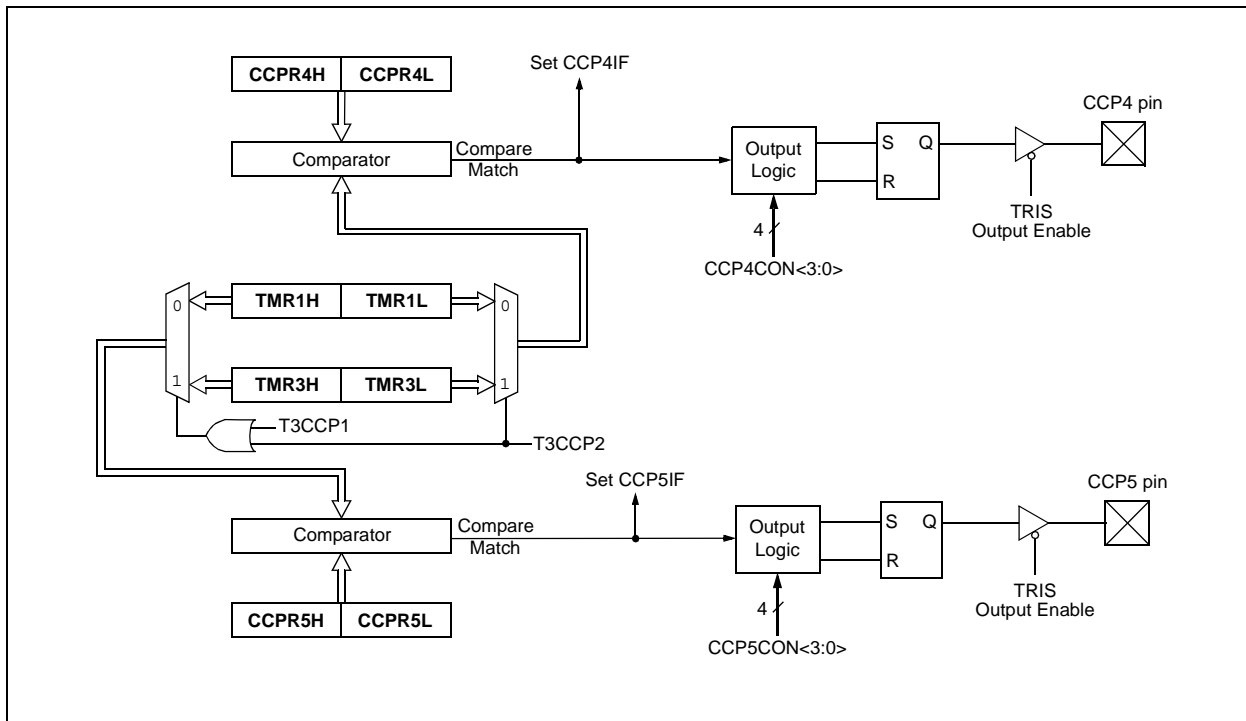 CCPR4H CCPR4L
Set CCP4IF
CCP4 pin
Comparator
Compare
Match
Output
Logic
S Q
R
TRIS
Output Enable
4
CCP4CON<3:0>
0 TMR1H TMR1L 0
1 TMR3H TMR3L 1
T3CCP1
T3CCP2
Set CCP5IF
CCP5 pin
Comparator
Compare
Match
Output
Logic
S Q
R
TRIS
Output Enable
4
CCPR5H CCPR5L
CCP5CON<3:0>